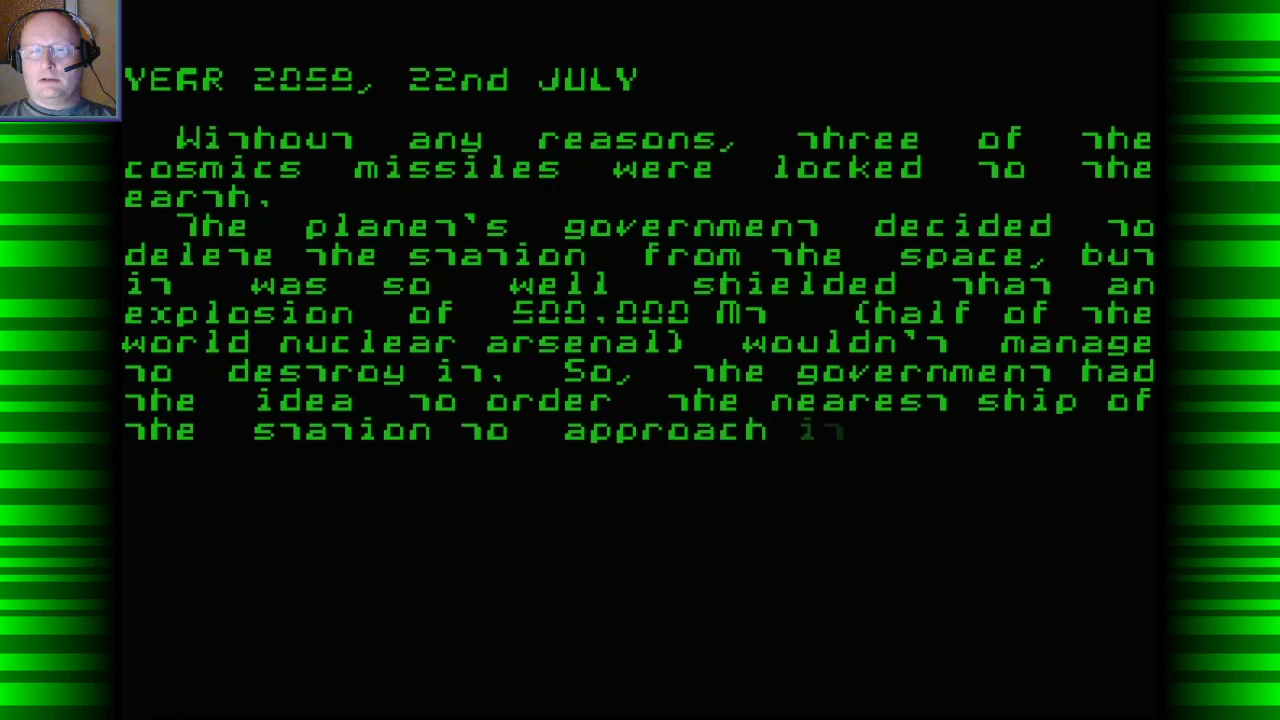 YEAR 2059, 22nd JULY
Without any reasons, three of the
cosmics missiles were locked to the
earth.
The planet's government decided to
delete the station from the space, but
it was so well shielded that an
explosion of 500.000 Mt (half of the
world nuclear arsenal) wouldn't manage
to destroy it. So, the government had
the idea to order the nearest ship of
the station to approach it